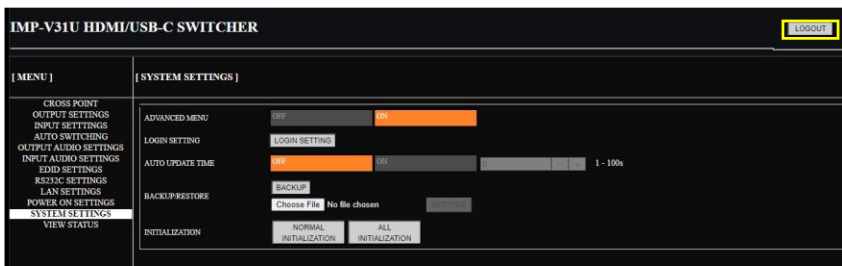 IMP-V31U HDMI/USB-C SWITCHER
LOGOUT
[ MENU ]
[ SYSTEM SETTINGS ]
CROSS POINT
OUTPUT SETTINGS
INPUT SETTTINGS
AUTO SWITCHING
OUTPUT AUDIO SETTINGS
INPUT AUDIO SETTINGS
EDID SETTINGS
RS232C SETTINGS
LAN SETTINGS
POWER ON SETTINGS
SYSTEM SETTINGS
VIEW STATUS
ADVANCED MENU OFF ON
LOGIN SETTING LOGIN SETTING
AUTO UPDATE TIME OFF ON 0 - + 1 - 100s
BACKUP/RESTORE BACKUP
Choose File No file chosen RESTORE
INITIALIZATION
NORMAL INITIALIZATION
ALL INITIALIZATION